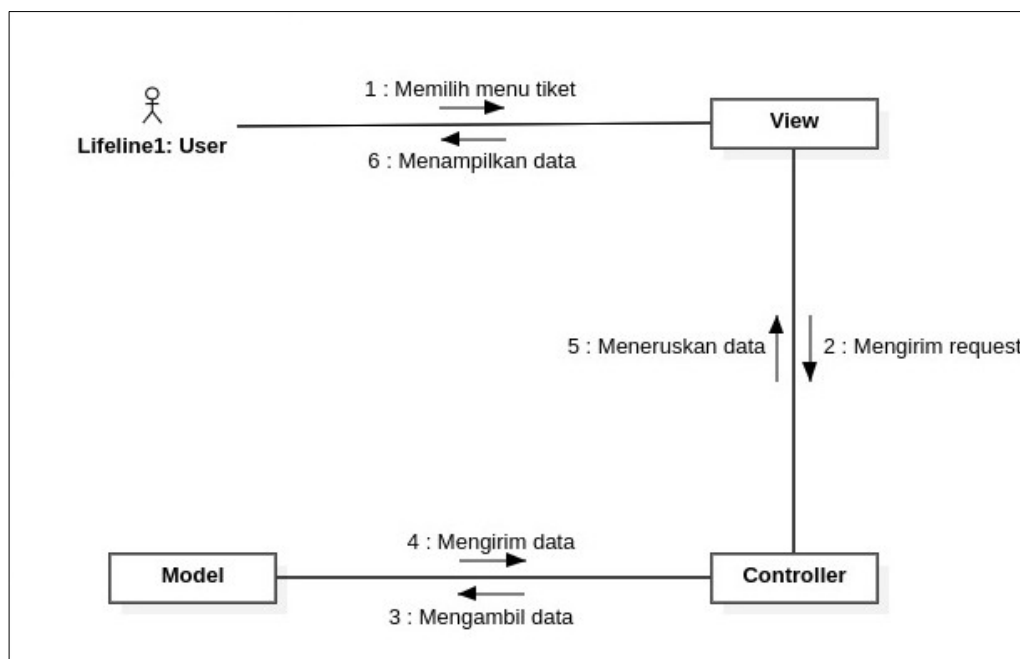 1 : Memilih menu tiket
Lifeline1: User
View
6 : Menampilkan data
5 : Meneruskan data
2 : Mengirim request
4 : Mengirim data
Model
Controller
3 : Mengambil data